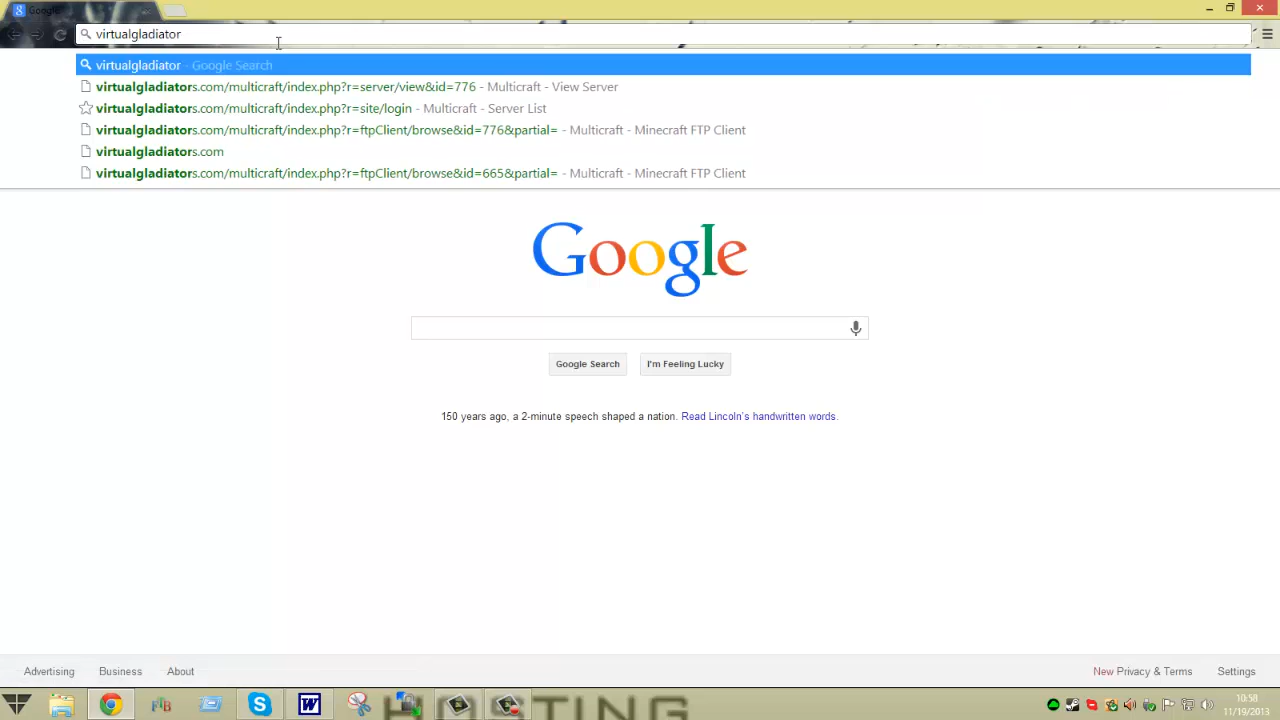 Google
virtualgladiator
virtualgladiator - Google Search
virtualgladiators.com/multicraft/index.php?r=server/view&id=776 - Multicraft - View Server
virtualgladiators.com/multicraft/index.php?r=site/login - Multicraft - Server List
virtualgladiators.com/multicraft/index.php?r=ftpClient/browse&id=776&partial= - Multicraft - Minecraft FTP Client
virtualgladiators.com
virtualgladiators.com/multicraft/index.php?r=ftpClient/browse&id=665&partial= - Multicraft - Minecraft FTP Client
Google
Google Search I'm Feeling Lucky
150 years ago, a 2-minute speech shaped a nation. Read Lincoln's handwritten words.
Advertising Business About New Privacy & Terms Settings
10:58
11/19/2013